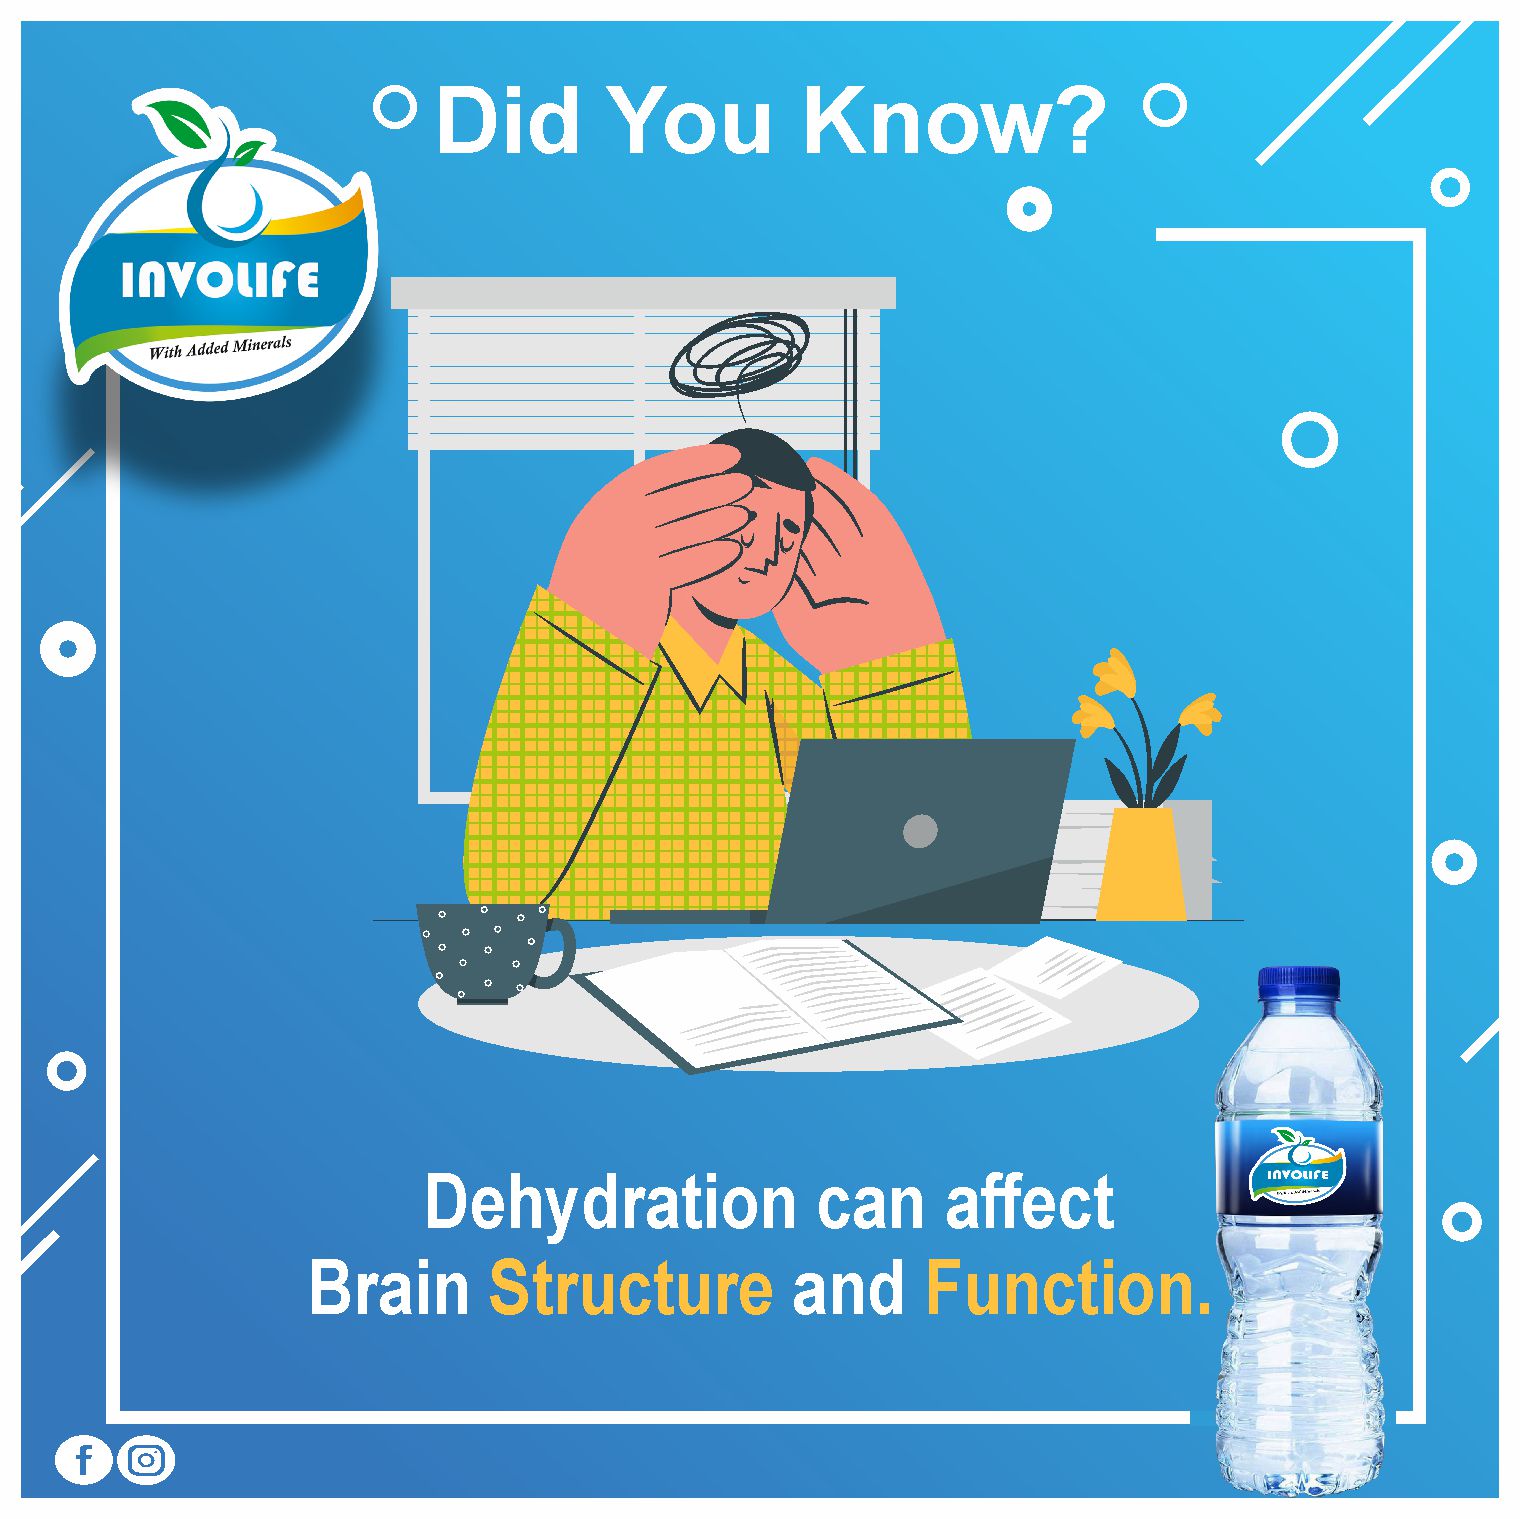 Did You Know?
INVOLIFE
With Added Minerals
INVOLIFE
Dehydration can affect
Brain Structure and Function.